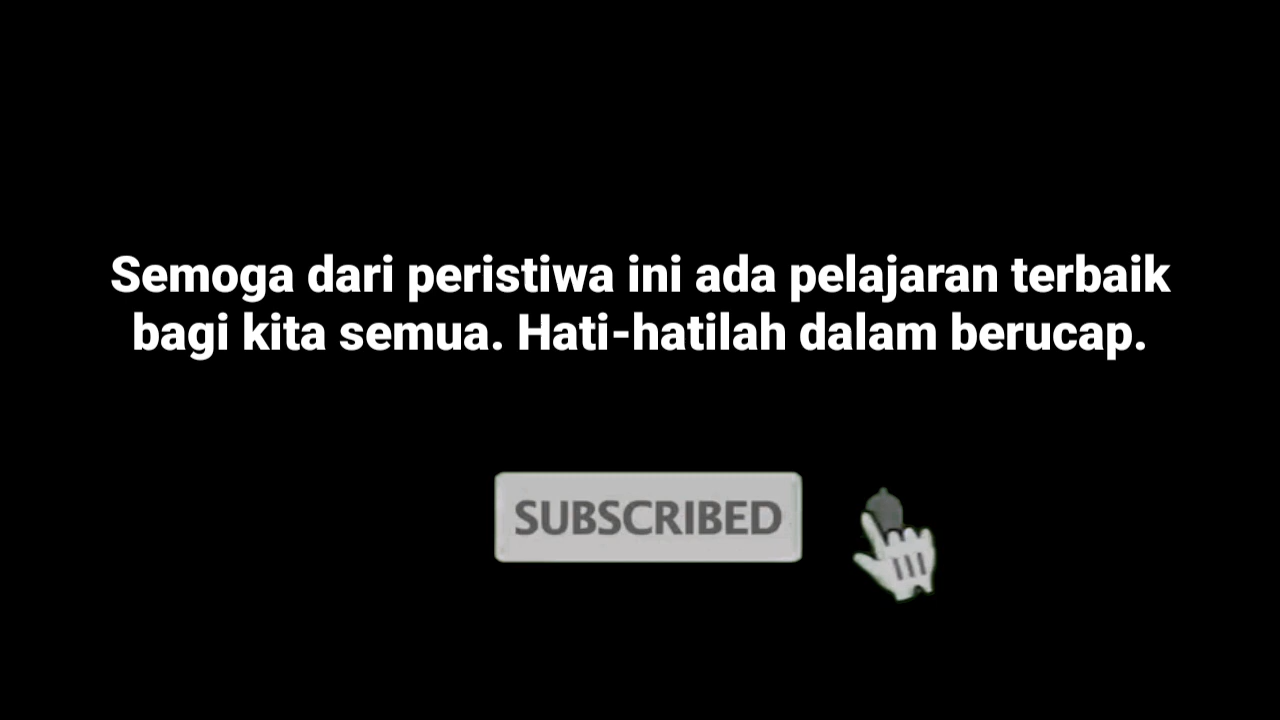 Semoga dari peristiwa ini ada pelajaran terbaik
bagi kita semua. Hati-hatilah dalam berucap.
SUBSCRIBED